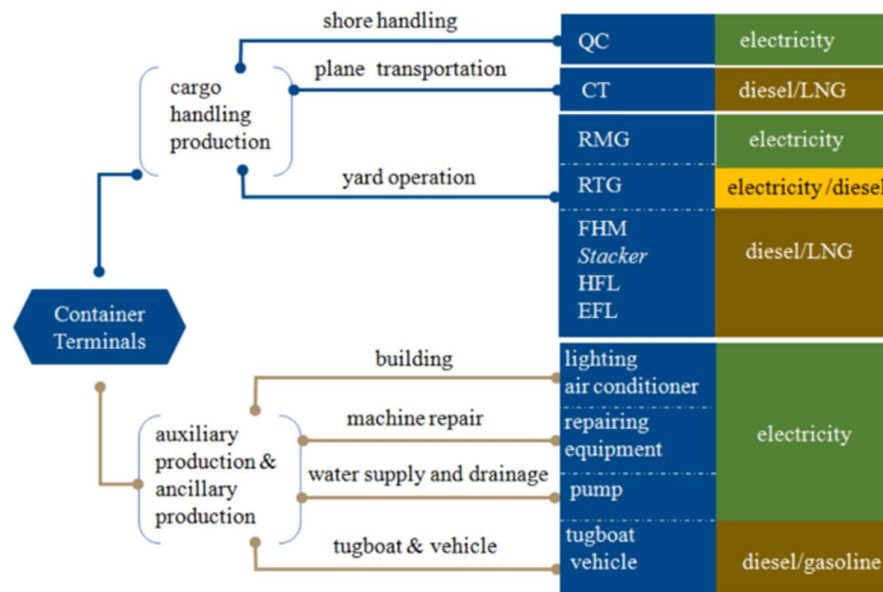 shore handling
QC
electricity
plane transportation
CT
diesel/LNG
cargo
handling
production
RMG
electricity
yard operation
RTG
electricity/diesel
FHM
Stacker
HFL
EFL
diesel/LNG
Container
Terminals
building
lighting
air conditioner
machine repair
repairing
equipment
electricity
auxiliary
production &
ancillary
production
water supply and drainage
pump
tugboat & vehicle
tugboat
vehicle
diesel/gasoline